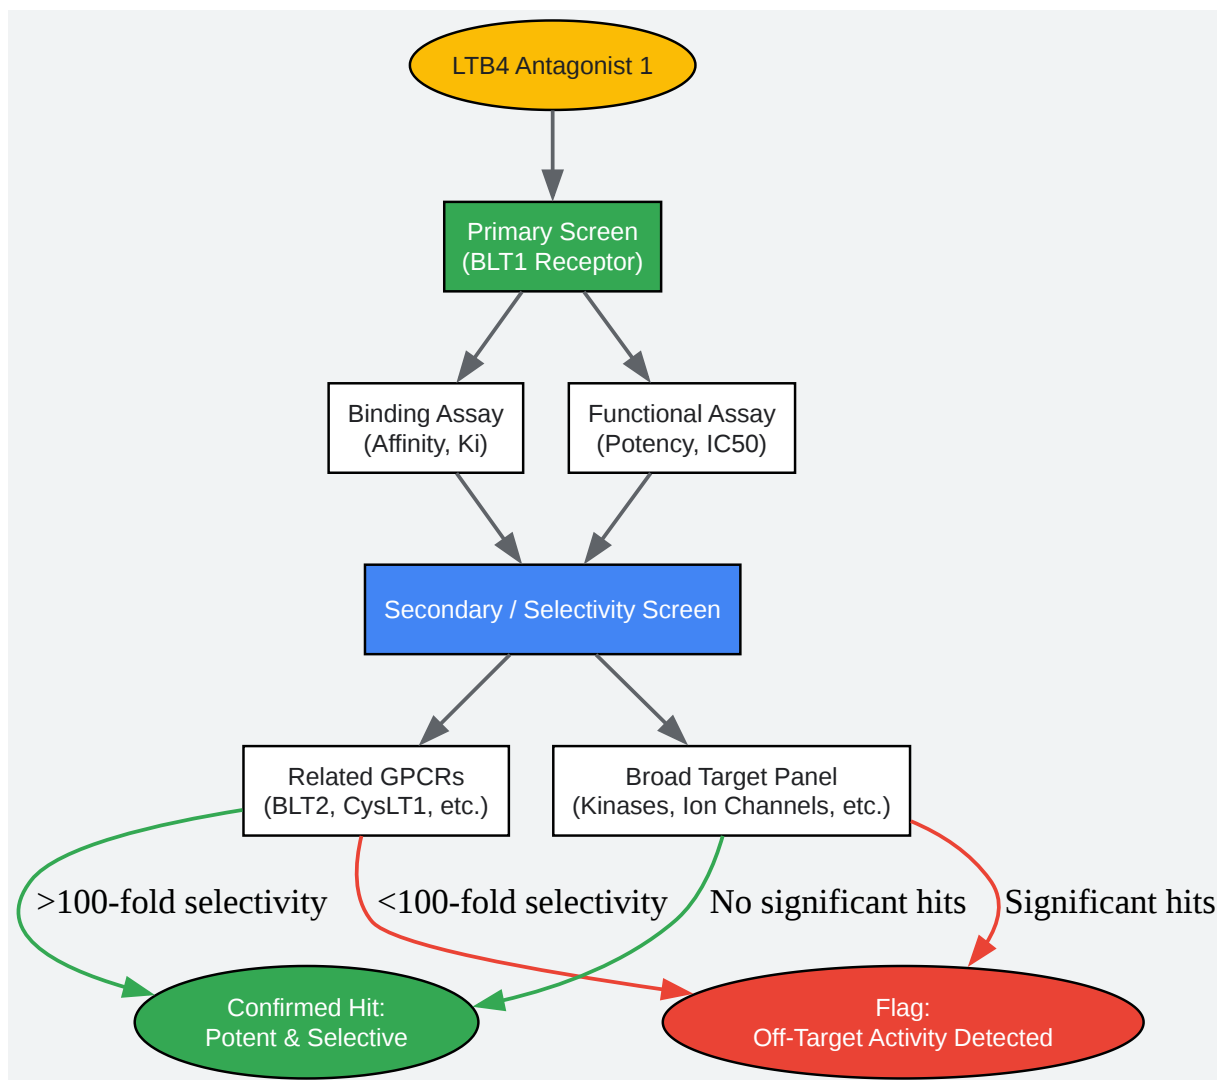 LTB4 Antagonist 1
Primary Screen
(BLT1 Receptor)
Binding Assay
(Affinity, Ki)
Functional Assay
(Potency, IC50)
Secondary / Selectivity Screen
Related GPCRs
(BLT2, CysLT1, etc.)
Broad Target Panel
(Kinases, Ion Channels, etc.)
>100-fold selectivity
<100-fold selectivity
No significant hits
Significant hits
Confirmed Hit:
Potent & Selective
Flag:
Off-Target Activity Detected